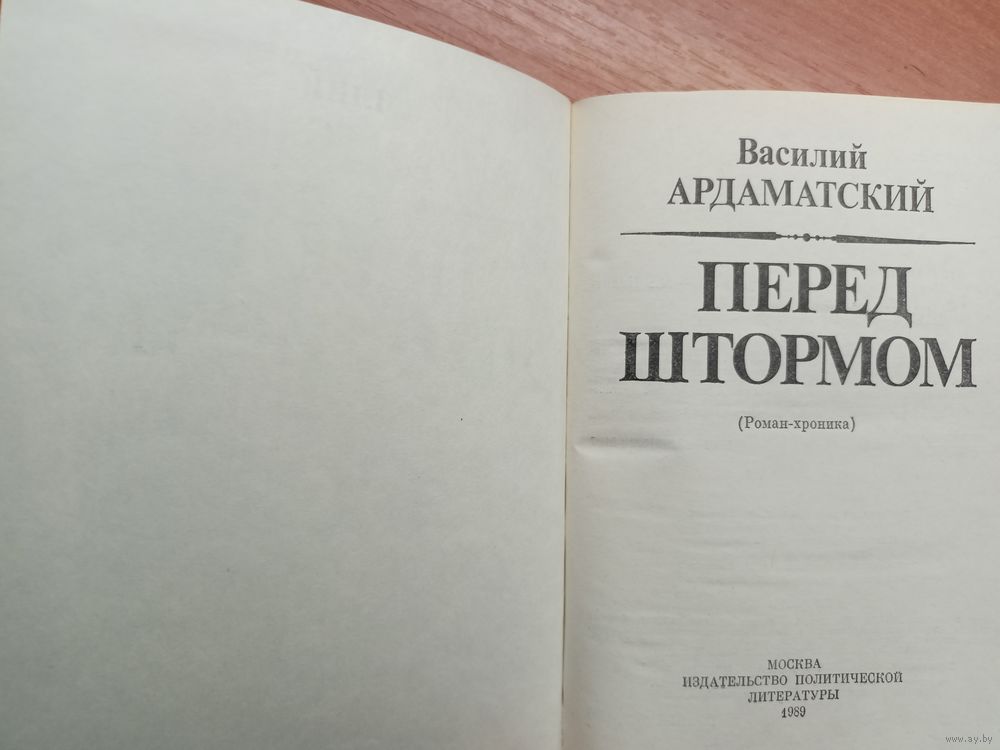 Василий
АРДАМАТСКИЙ
ПЕРЕД
ШТОРМОМ
(Роман-хроника)
МОСКВА
ИЗДАТЕЛЬСТВО ПОЛИТИЧЕСКОЙ
ЛИТЕРАТУРЫ
1989
www.ay.by